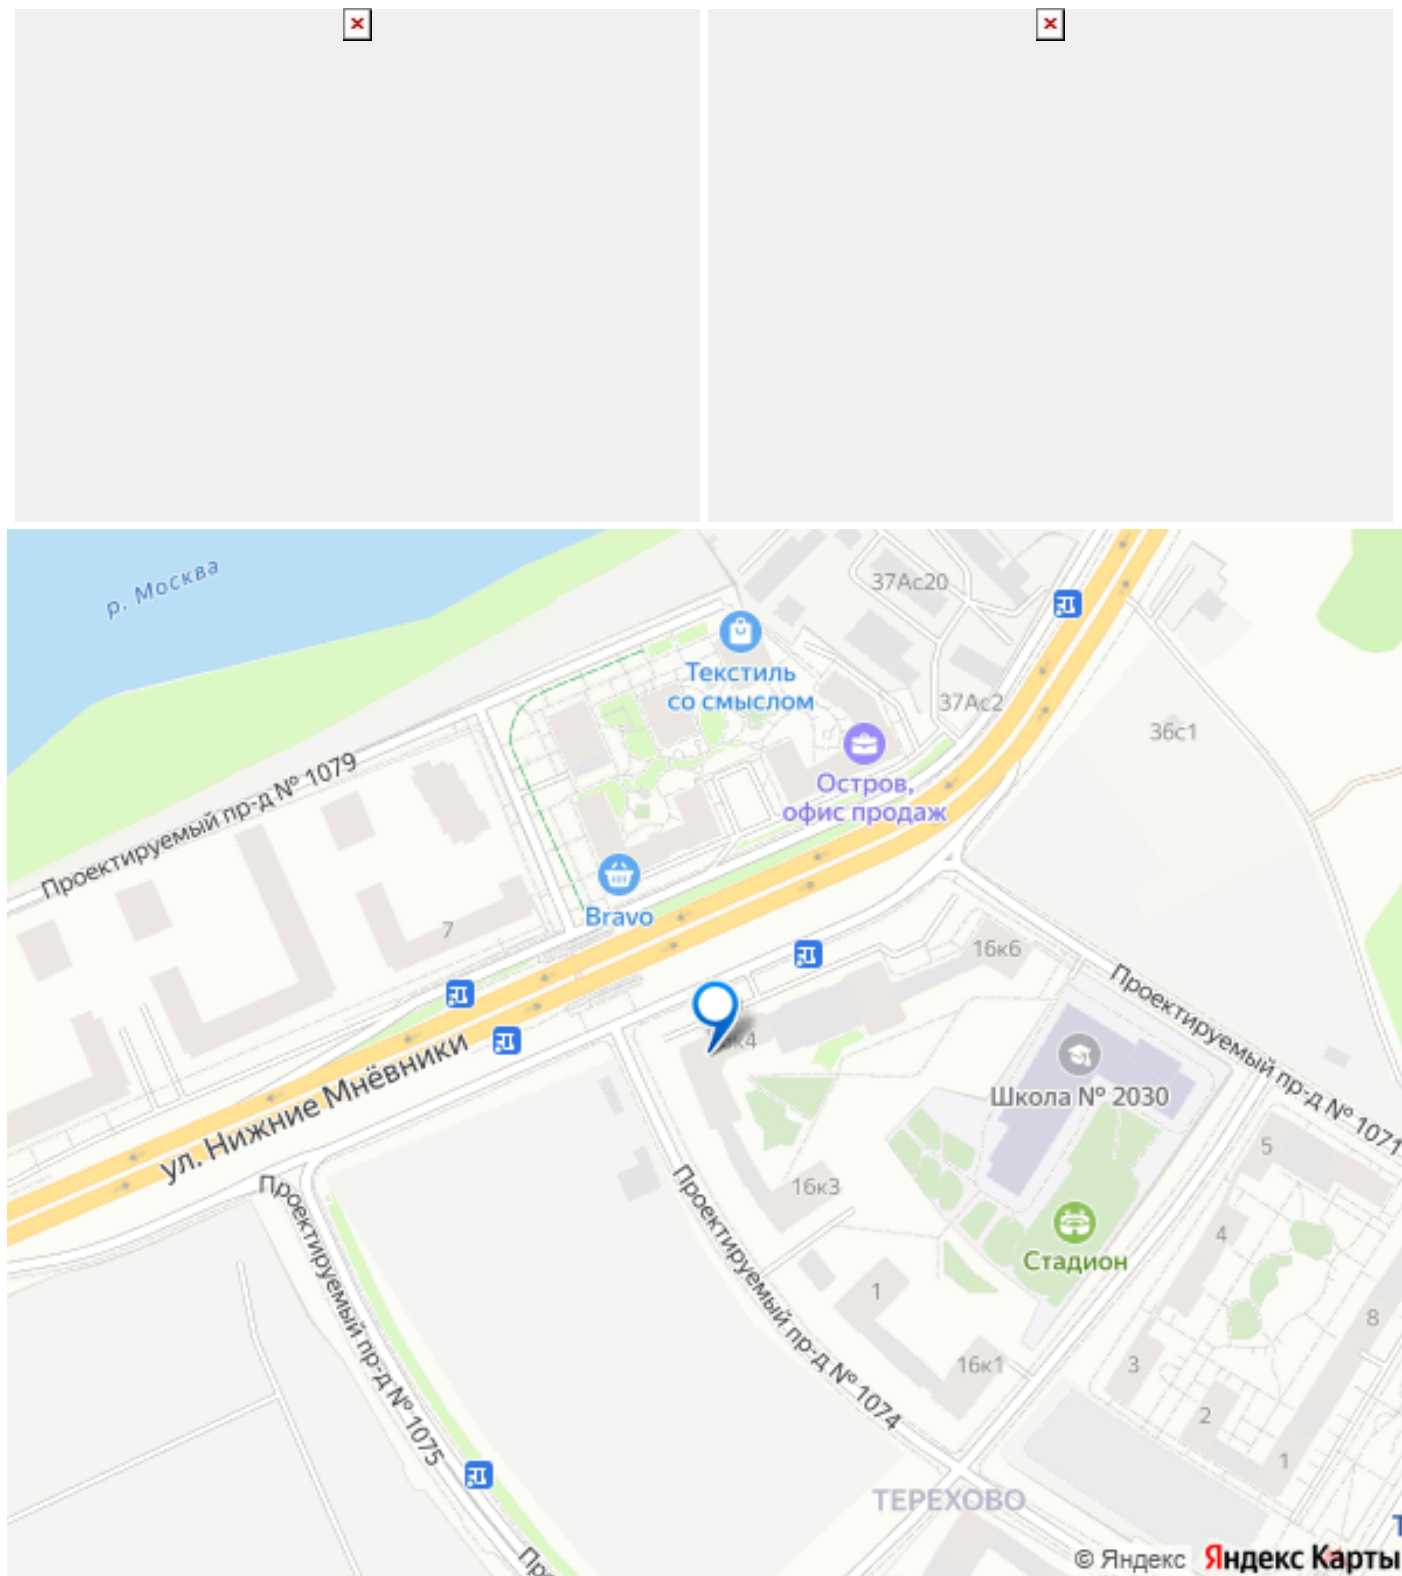 р. Москва
37Ас20
Текстиль
со смыслом
37Ас2
36с1
Остров,
офис продаж
Проектируемый пр-д № 1079
Bravo
7
16к6
Проектируемый пр-д № 1071
ул. Нижние Мнёвники
Школа № 2030
5
16к3
4
Стадион
Проектируемый пр-д № 1075
Проектируемый пр-д № 1074
1
8
16к1
3
2
1
ТЕРЕХОВО
© Яндекс Яндекс Карты